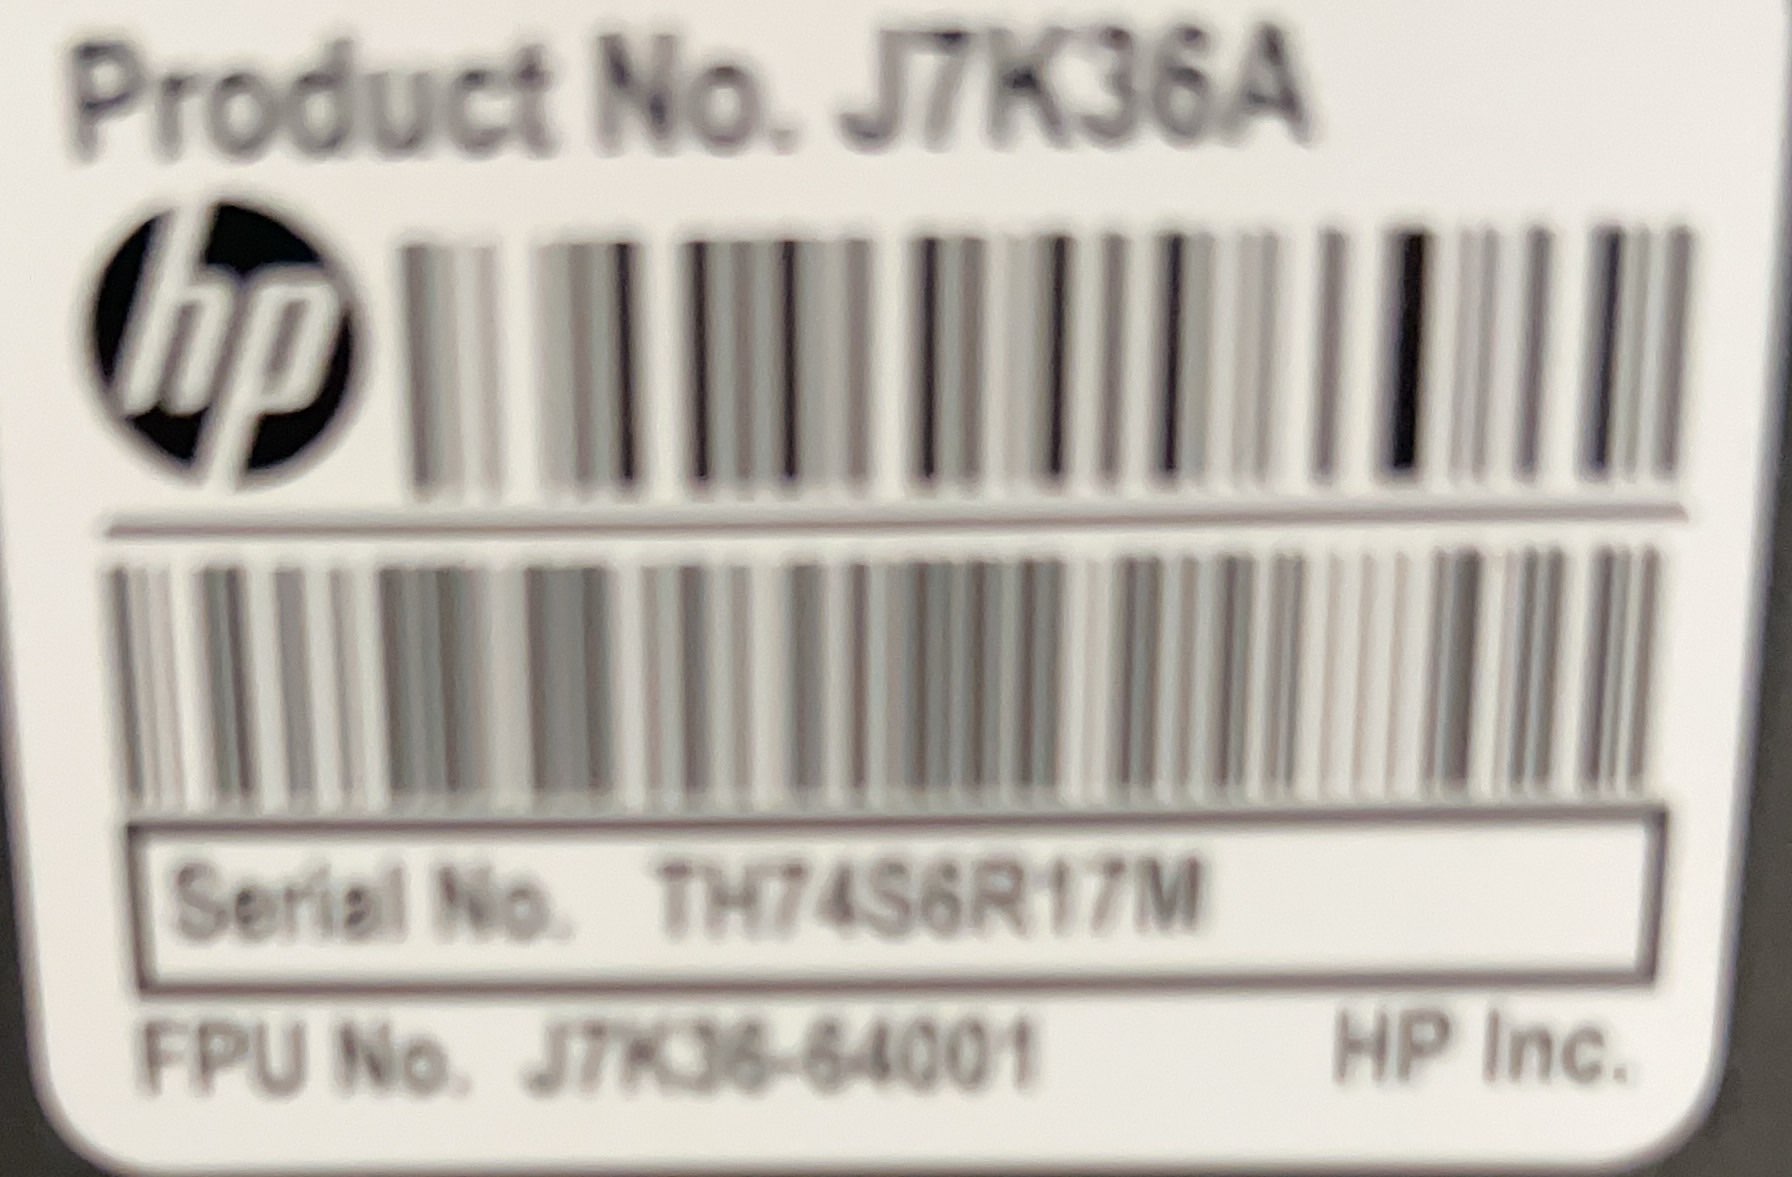 Product No. J7K36A
hp
Serial No. TH74S6R17M
FPU No. J7K36-64001 HP Inc.